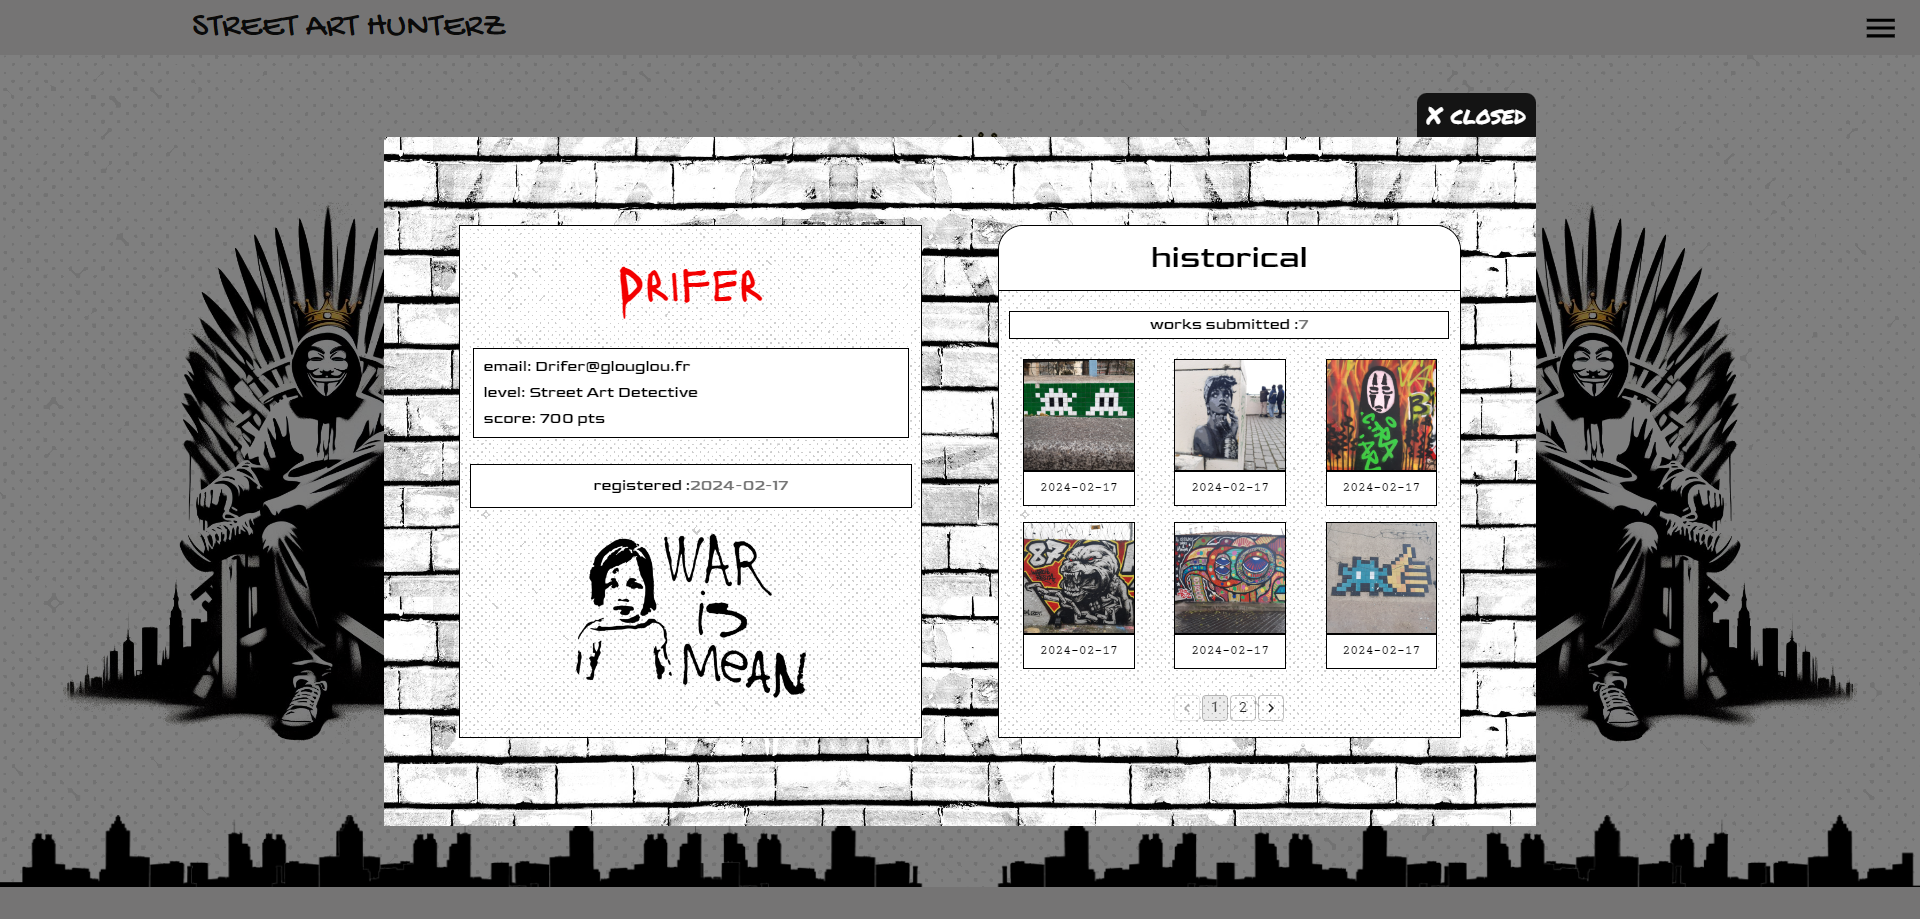 STREET ART HUNTERZ
X CLOSED
DRIFER
email: Drifer@glouglou.fr
level: Street Art Detective
score: 700 pts
registered :2024-02-17
WAR
is
MEAN
historical
works submitted :7
2024-02-17
2024-02-17
2024-02-17
87
2024-02-17
2024-02-17
2024-02-17
1
2